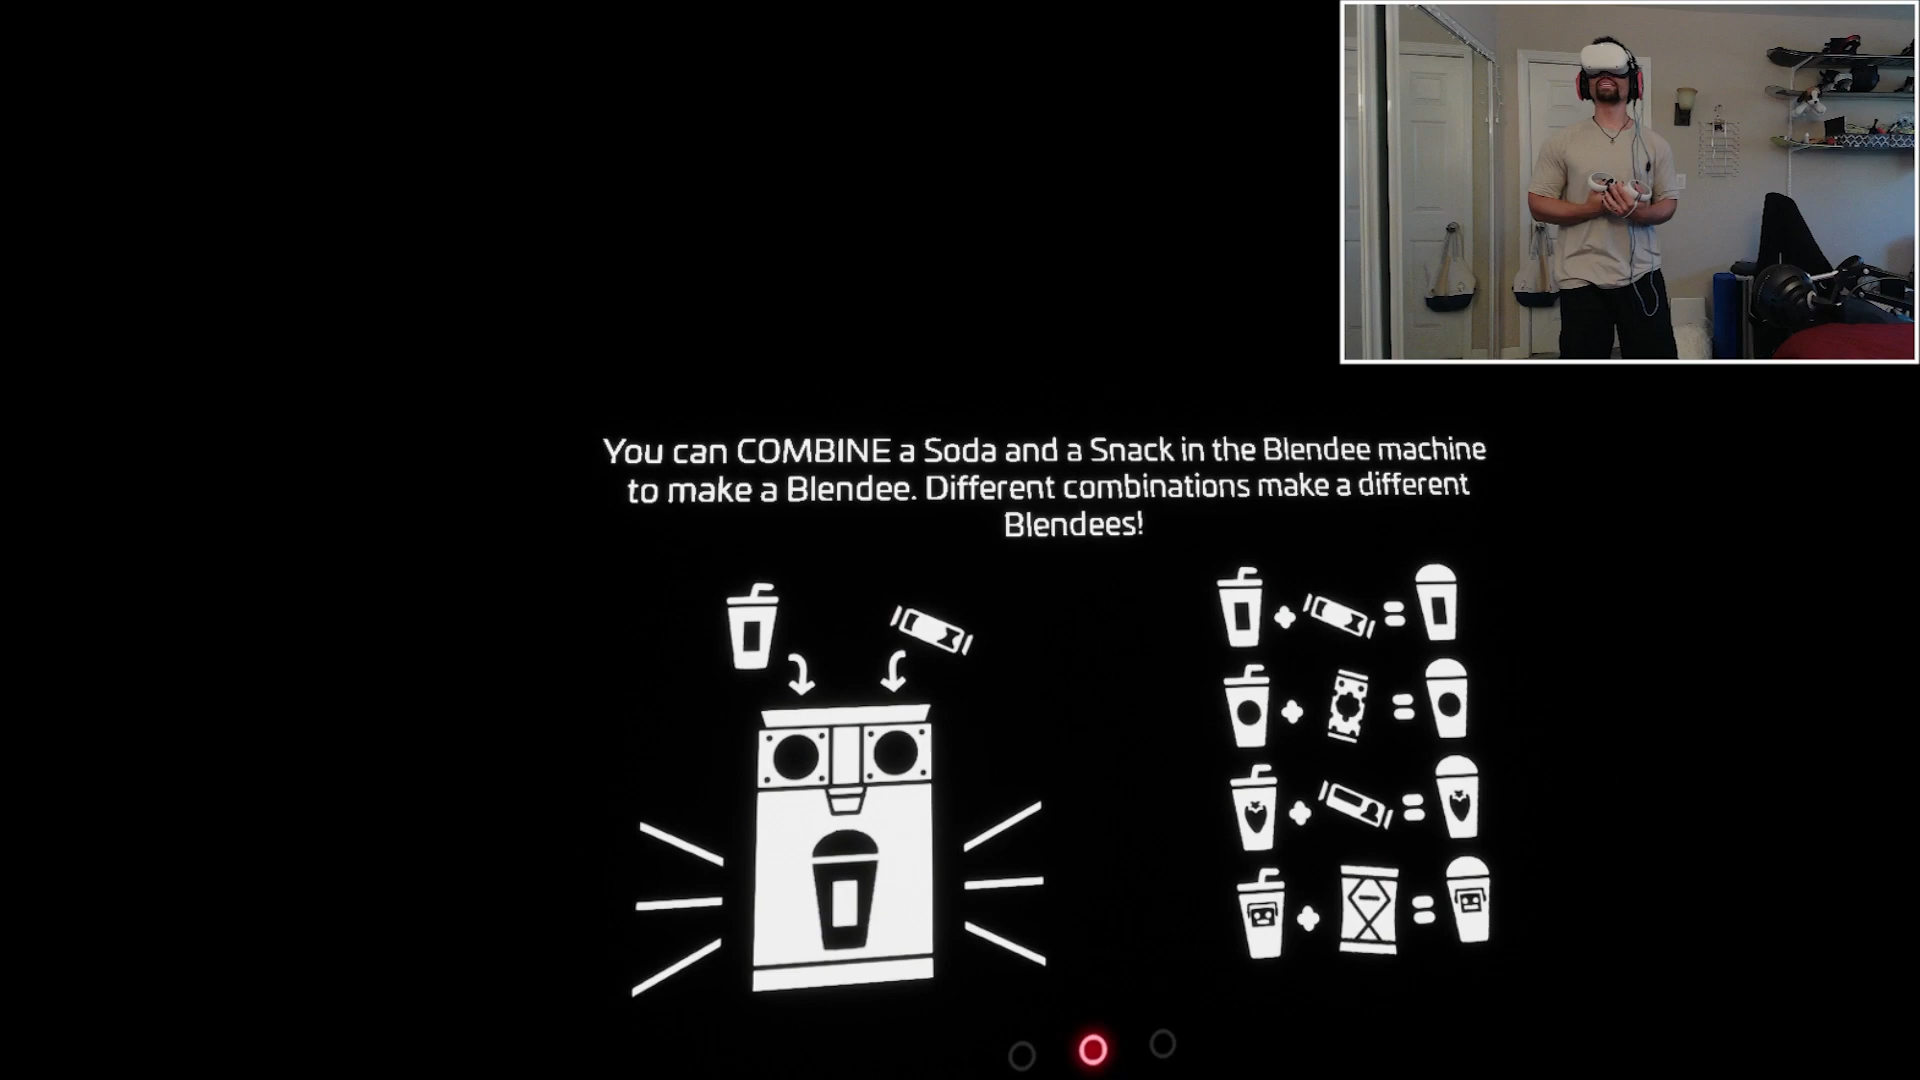 You can COMBINE a Soda and a Snack in the Blendee machine
to make a Blendee. Different combinations make a different
Blendees!